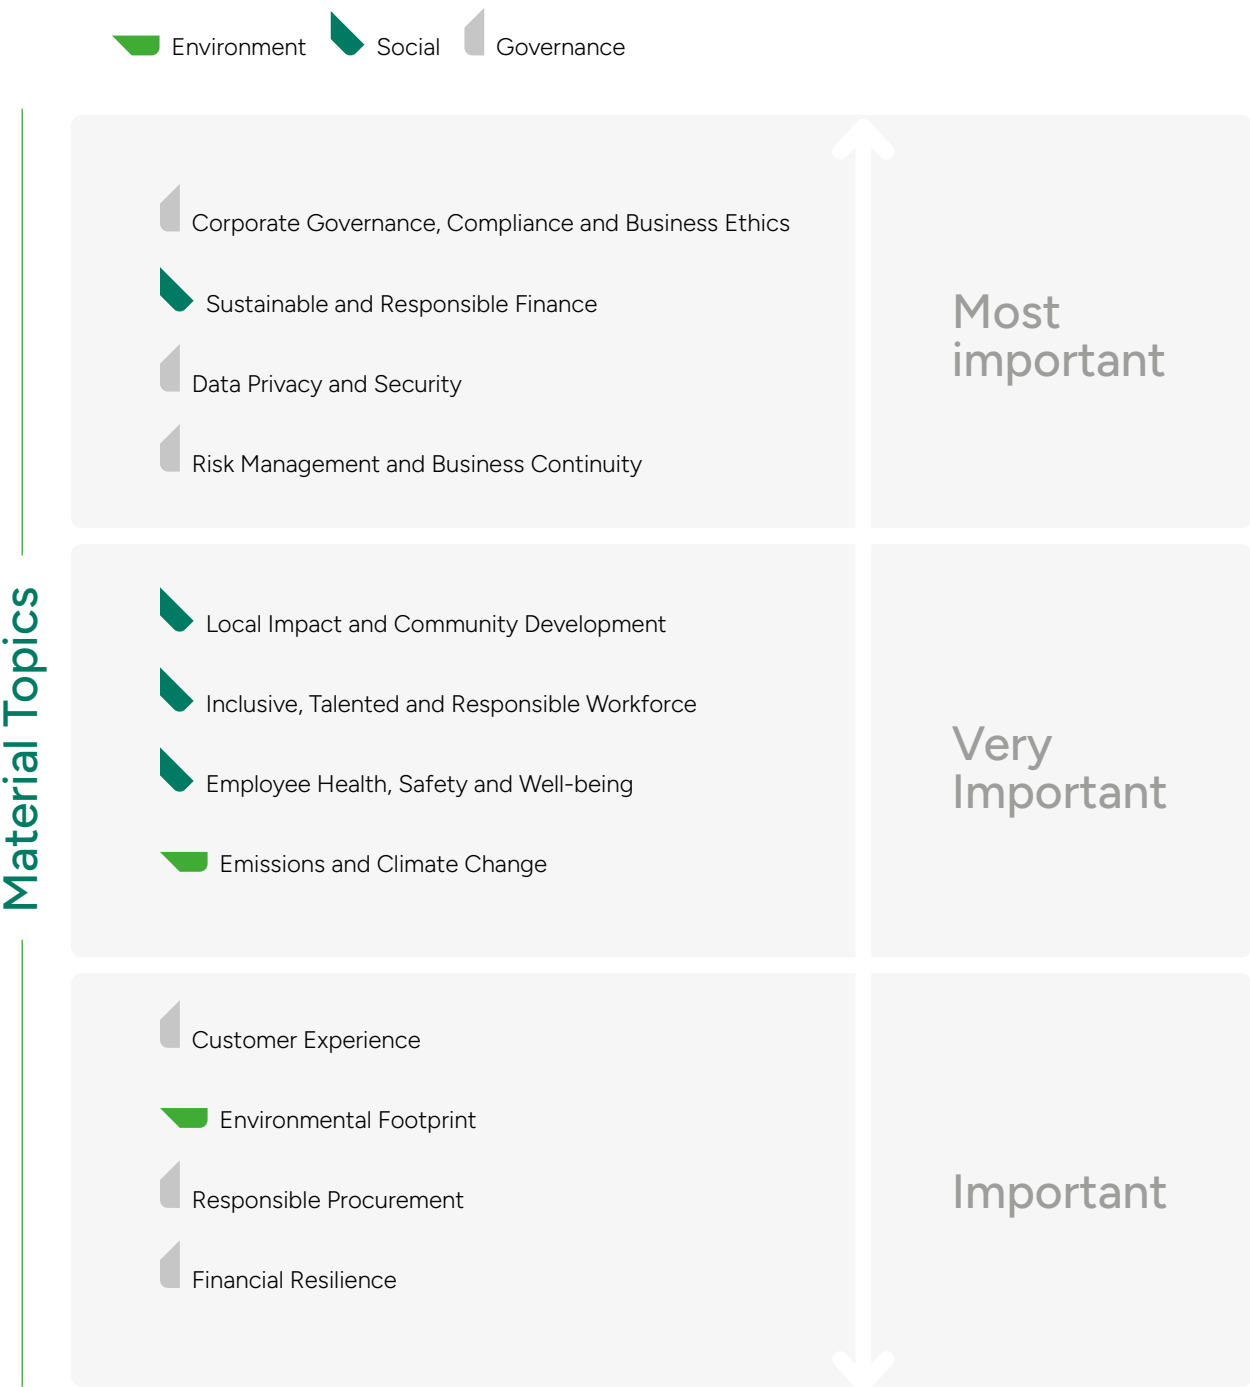 Environment Social Governance
Material Topics
Corporate Governance, Compliance and Business Ethics
Sustainable and Responsible Finance
Data Privacy and Security
Risk Management and Business Continuity
Most
important
Local Impact and Community Development
Inclusive, Talented and Responsible Workforce
Employee Health, Safety and Well-being
Emissions and Climate Change
Very
Important
Customer Experience
Environmental Footprint
Responsible Procurement
Financial Resilience
Important